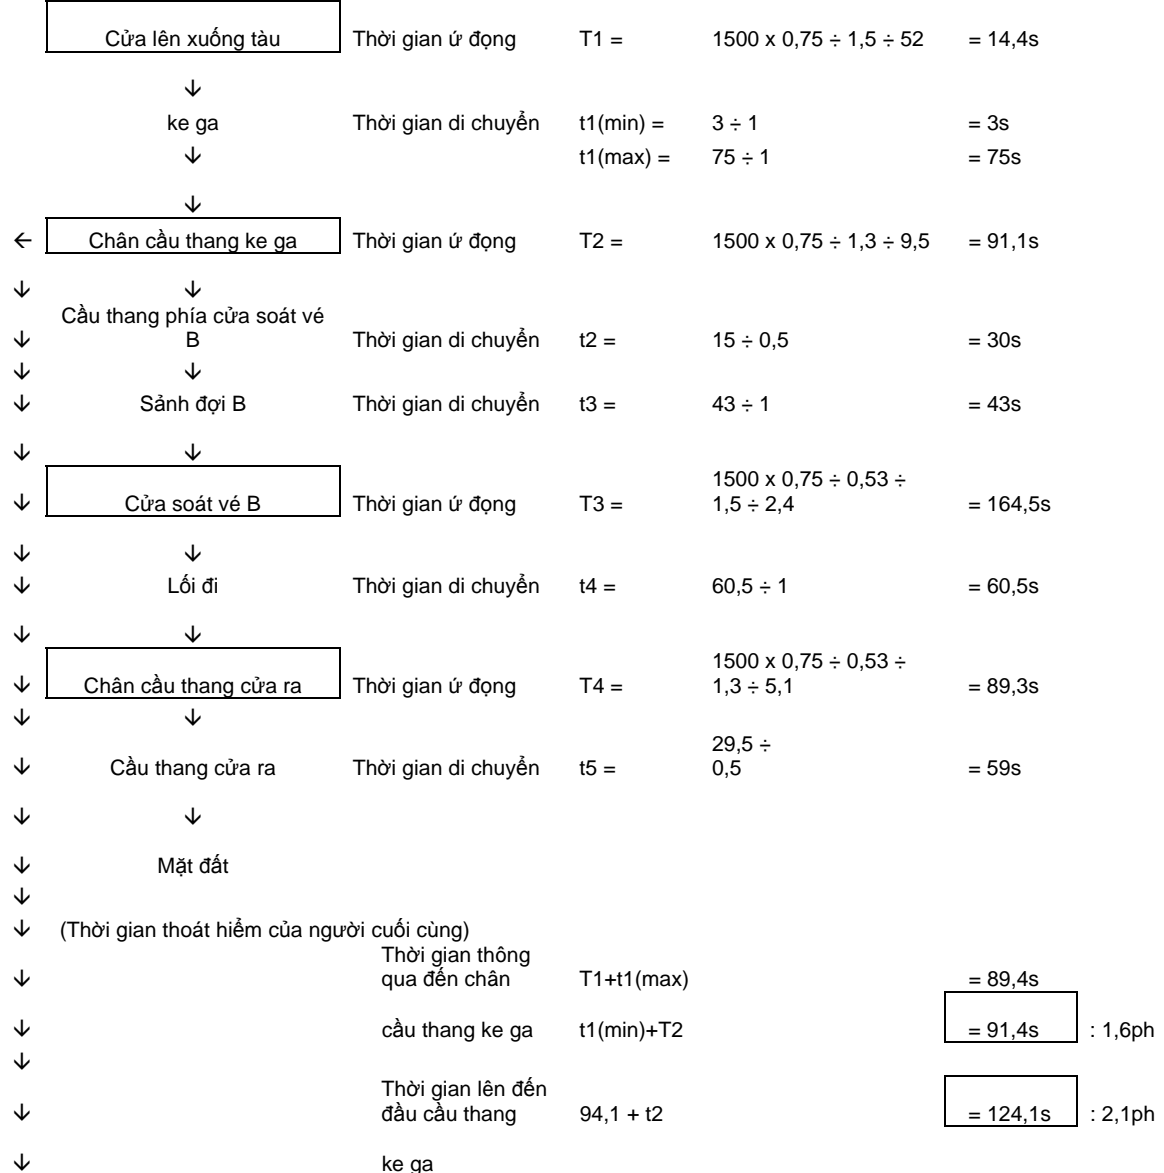 Cửa lên xuống tàu Thời gian ứ đọng T1 = 1500 x 0,75 ÷ 1,5 ÷ 52 = 14,4s
↓
ke ga Thời gian di chuyển t1(min) = 3 ÷ 1 = 3s
↓ t1(max) = 75 ÷ 1 = 75s
↓
← Chân cầu thang ke ga Thời gian ứ đọng T2 = 1500 x 0,75 ÷ 1,3 ÷ 9,5 = 91,1s
↓ ↓
Cầu thang phía cửa soát vé
↓ B Thời gian di chuyển t2 = 15 ÷ 0,5 = 30s
↓ ↓
↓ Sảnh đợi B Thời gian di chuyển t3 = 43 ÷ 1 = 43s
↓ ↓
1500 x 0,75 ÷ 0,53 ÷
↓ Cửa soát vé B Thời gian ứ đọng T3 = 1,5 ÷ 2,4 = 164,5s
↓ ↓
↓ Lối đi Thời gian di chuyển t4 = 60,5 ÷ 1 = 60,5s
↓ ↓
1500 x 0,75 ÷ 0,53 ÷
↓ Chân cầu thang cửa ra Thời gian ứ đọng T4 = 1,3 ÷ 5,1 = 89,3s
↓ ↓
29,5 ÷
↓ Cầu thang cửa ra Thời gian di chuyển t5 = 0,5 = 59s
↓ ↓
↓ Mặt đất
↓
↓ (Thời gian thoát hiểm của người cuối cùng)
Thời gian thông
↓ qua đến chân T1+t1(max) = 89,4s
↓ cầu thang ke ga t1(min)+T2 = 91,4s : 1,6ph
↓
Thời gian lên đến
↓ đầu cầu thang 94,1 + t2 = 124,1s : 2,1ph
↓ ke ga